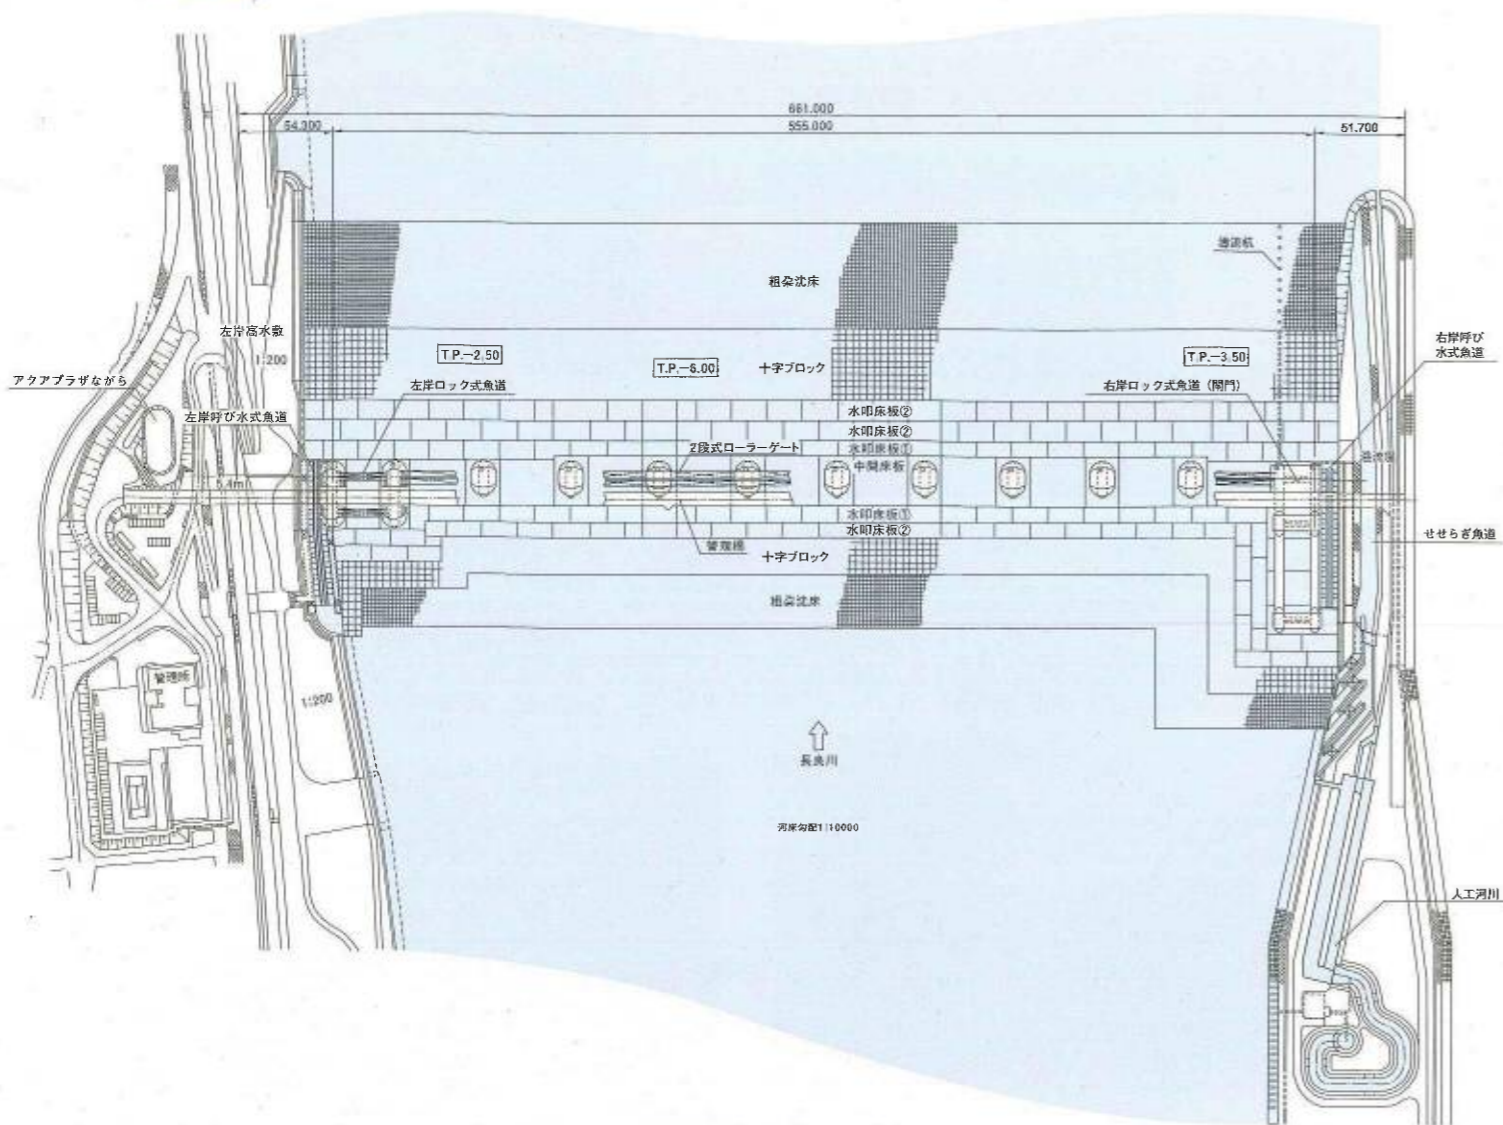 661.000
54.300
555.000
51.700
粗朶沈床
左岸高水敷
1:200
T.P.−2.50
T.P.−6.00
十字ブロック
T.P.−3.50
右岸呼び
水式魚道
アクアプラザながら
左岸ロック式魚道
右岸ロック式魚道(閘門)
左岸呼び水式魚道
水叩床板②
水叩床板②
水叩床板①
2段式ローラーゲート
中間床板
水叩床板①
水叩床板②
管理橋
十字ブロック
せせらぎ魚道
粗朶沈床
管理所
1:200
長良川
河床勾配1:10000
人工河川